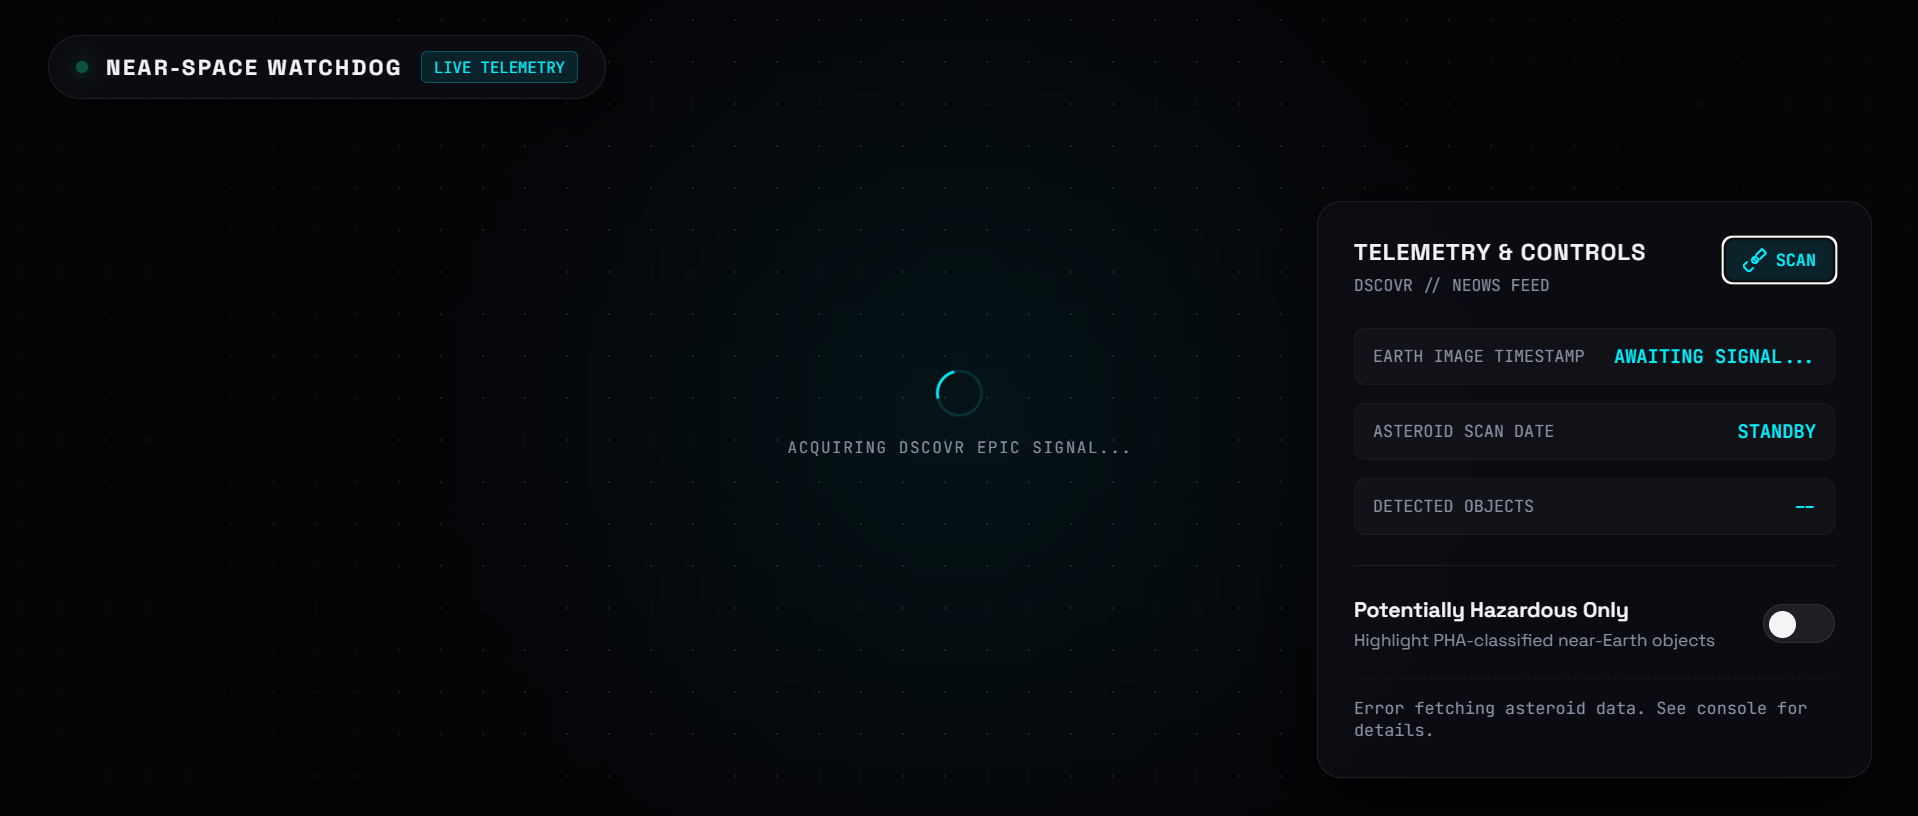 NEAR-SPACE WATCHDOG
LIVE TELEMETRY
TELEMETRY & CONTROLS
DSCOVR // NEOWS FEED
SCAN
EARTH IMAGE TIMESTAMP
AWAITING SIGNAL...
ASTEROID SCAN DATE
STANDBY
DETECTED OBJECTS
--
Potentially Hazardous Only
Highlight PHA-classified near-Earth objects
Error fetching asteroid data. See console for
details.
ACQUIRING DSCOVR EPIC SIGNAL...